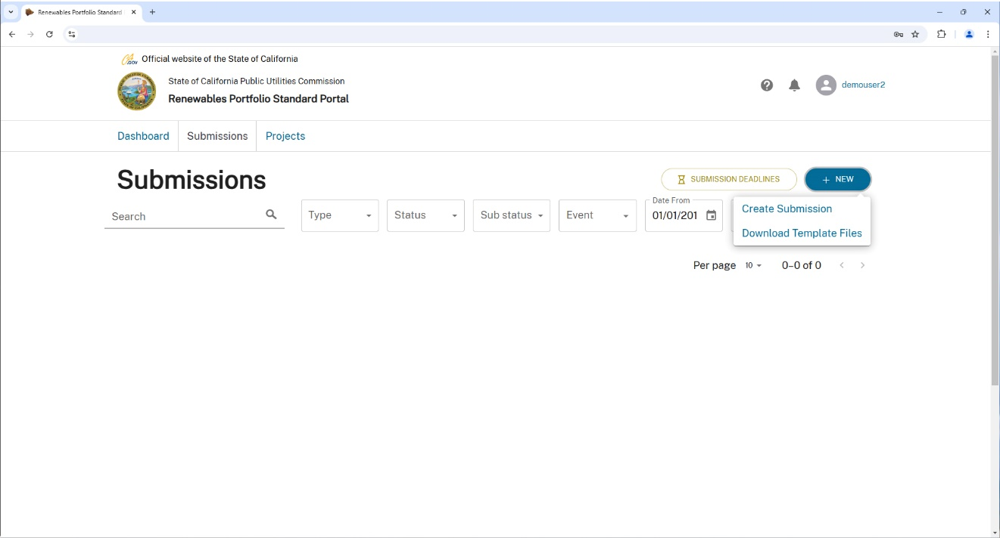 Renewables Portfolio Standard
Official website of the State of California
State of California Public Utilities Commission
Renewables Portfolio Standard Portal
demouser2
Dashboard
Submissions
Projects
Submissions
SUBMISSION DEADLINES
+ NEW
Create Submission
Download Template Files
Search
Type
Status
Sub status
Event
Date From
01/01/201
Per page
10
0–0 of 0